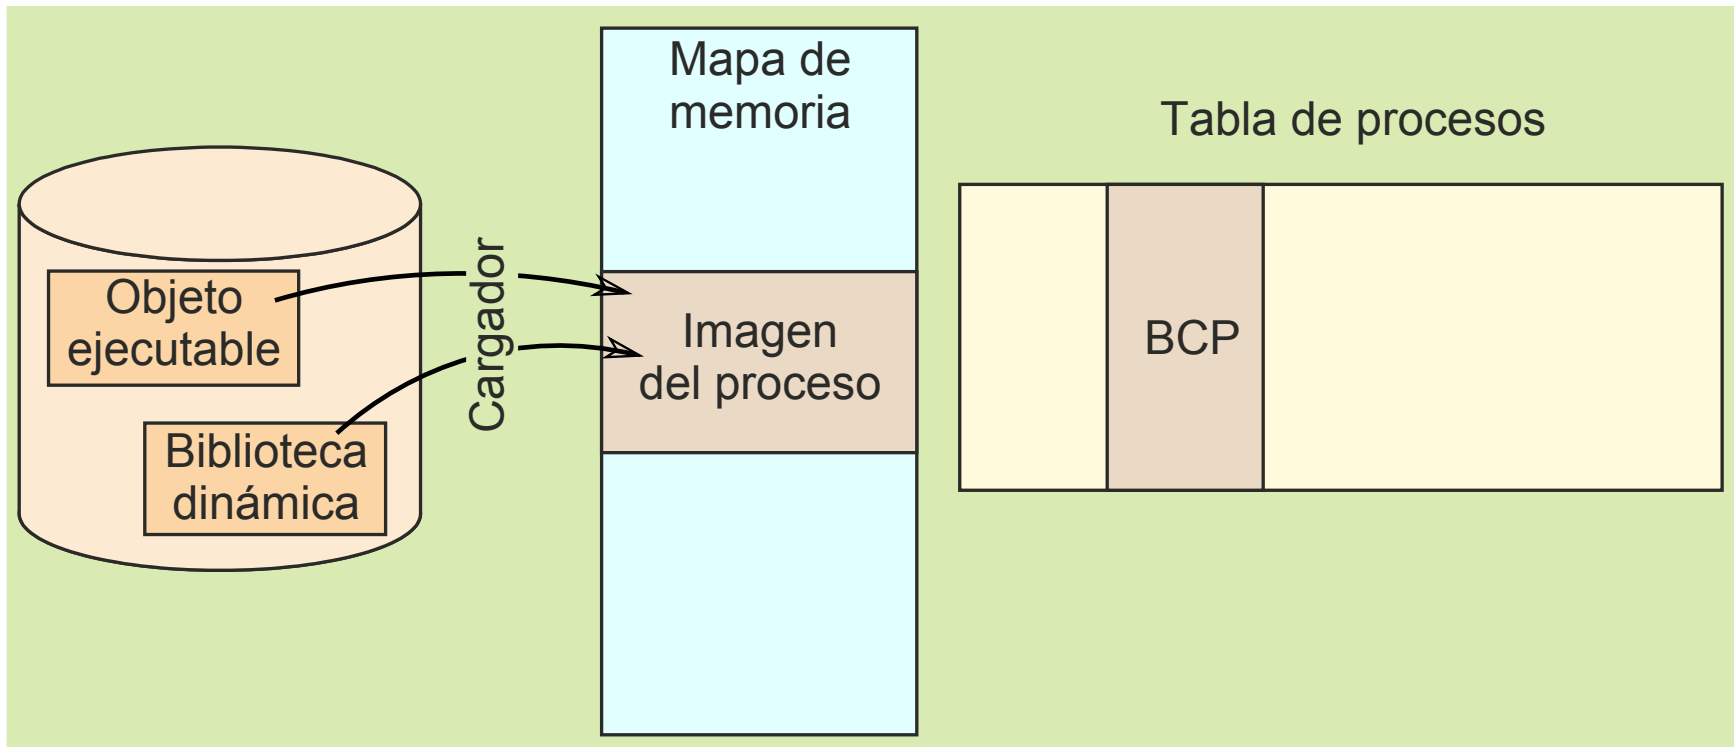 Mapa de
memoria
Tabla de procesos
Objeto
ejecutable
Biblioteca
dinámica
Cargador
Imagen
del proceso
BCP